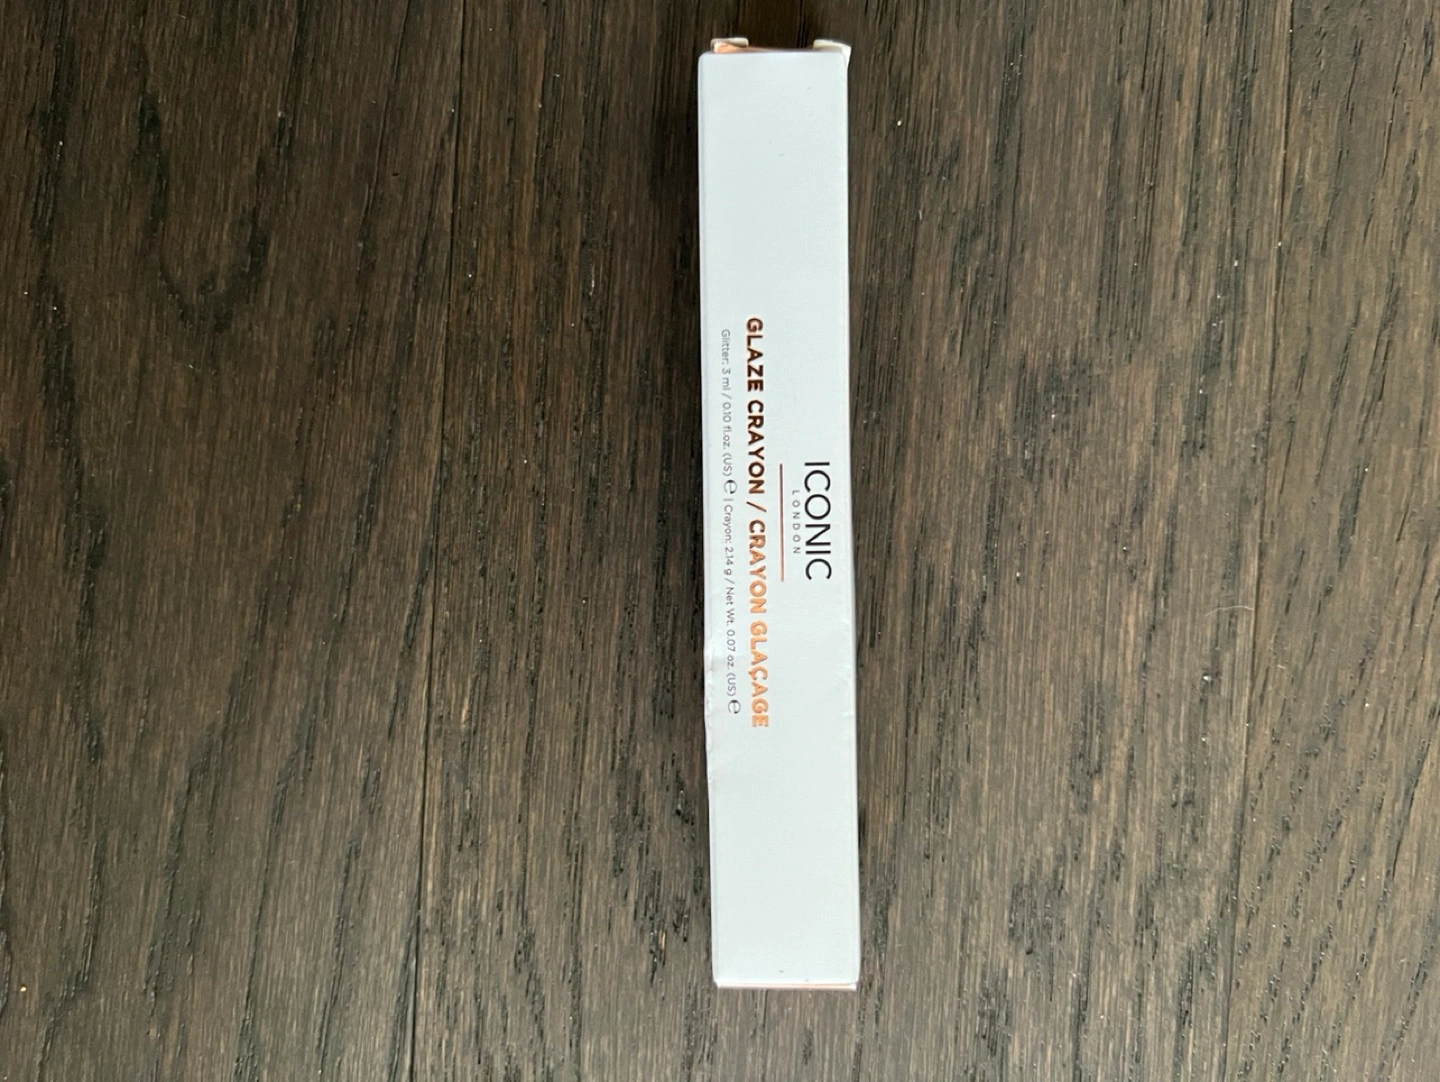 ICONIC
LONDON
GLAZE CRAYON / CRAYON GLAÇAGE
Glitter: 3 ml / 0.10 fl.oz. (US) ℮ | Crayon: 2.14 g / Net Wt. 0.07 oz. (US) ℮